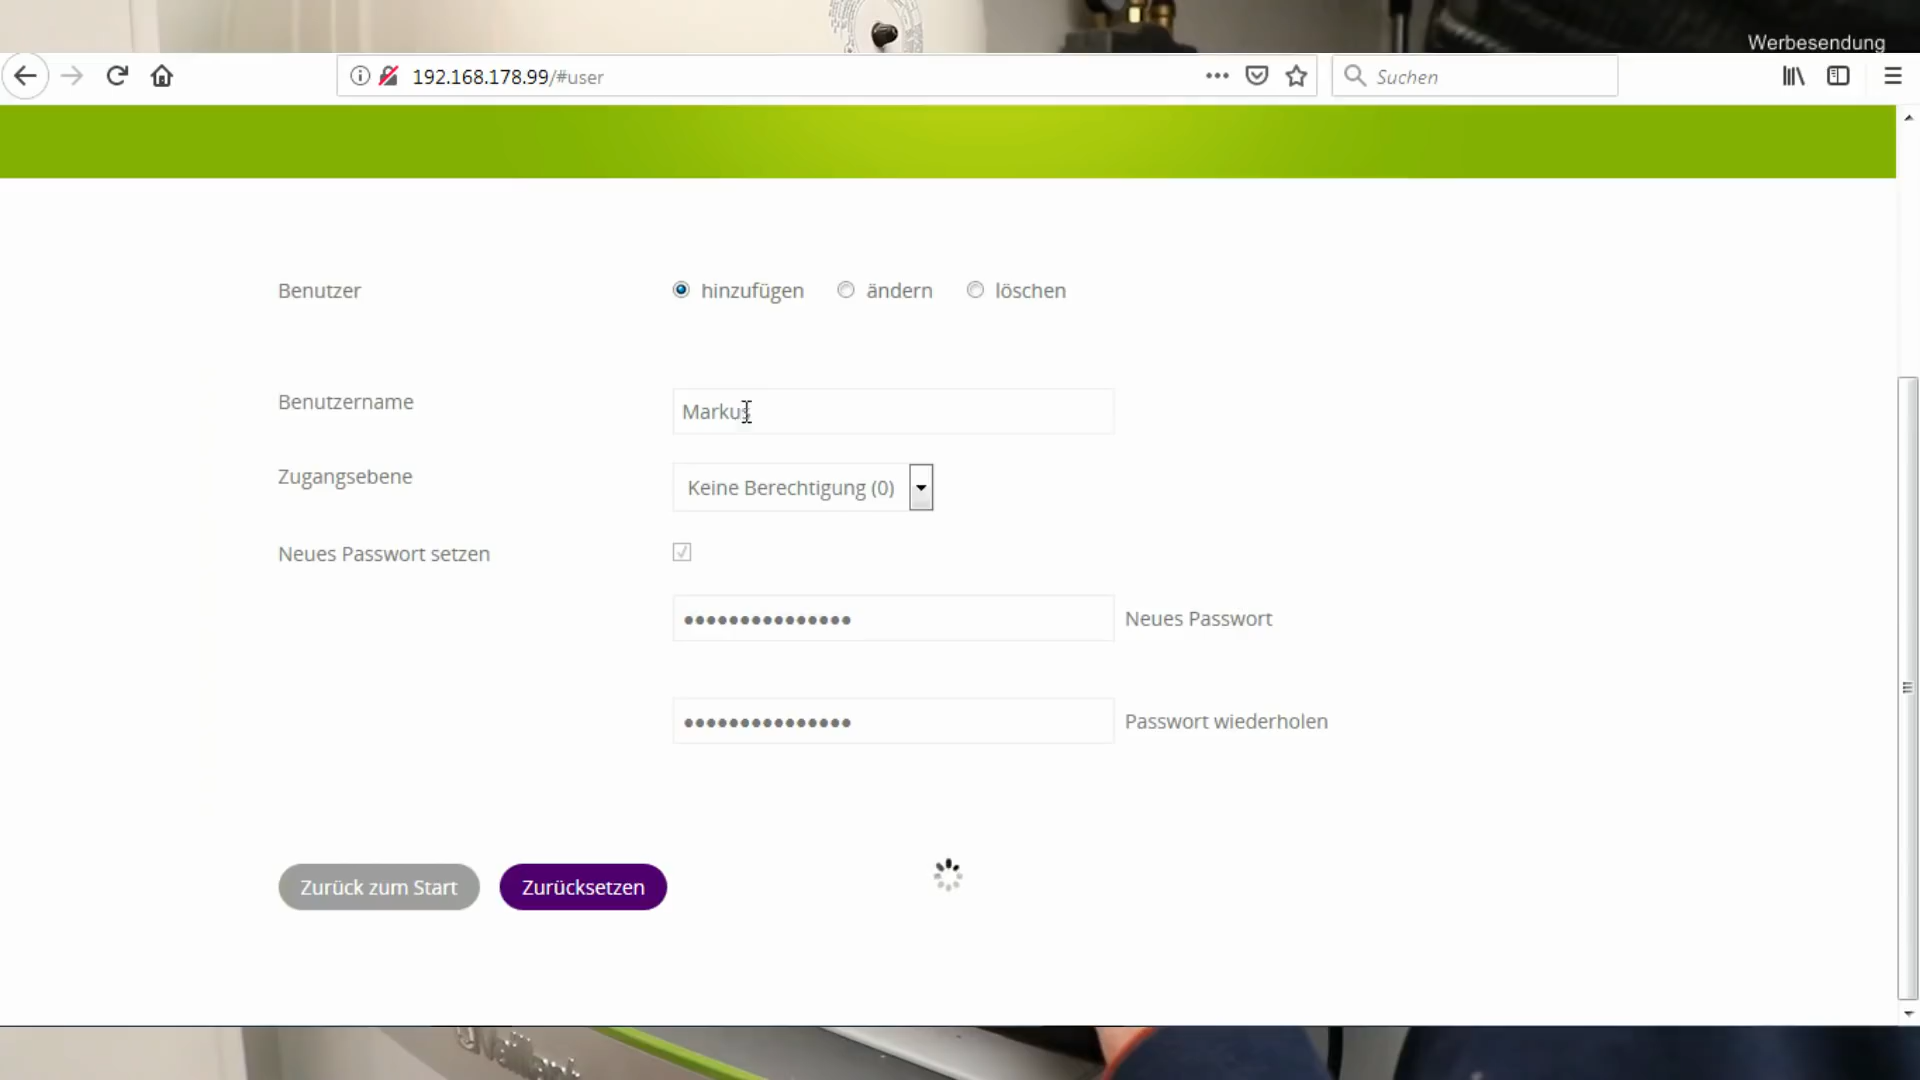 Werbesendung
192.168.178.99/#user
Suchen
Benutzer hinzufügen ändern löschen
Benutzername Markus
Zugangsebene Keine Berechtigung (0)
Neues Passwort setzen
Neues Passwort
Passwort wiederholen
Zurück zum Start Zurücksetzen
Vaillant